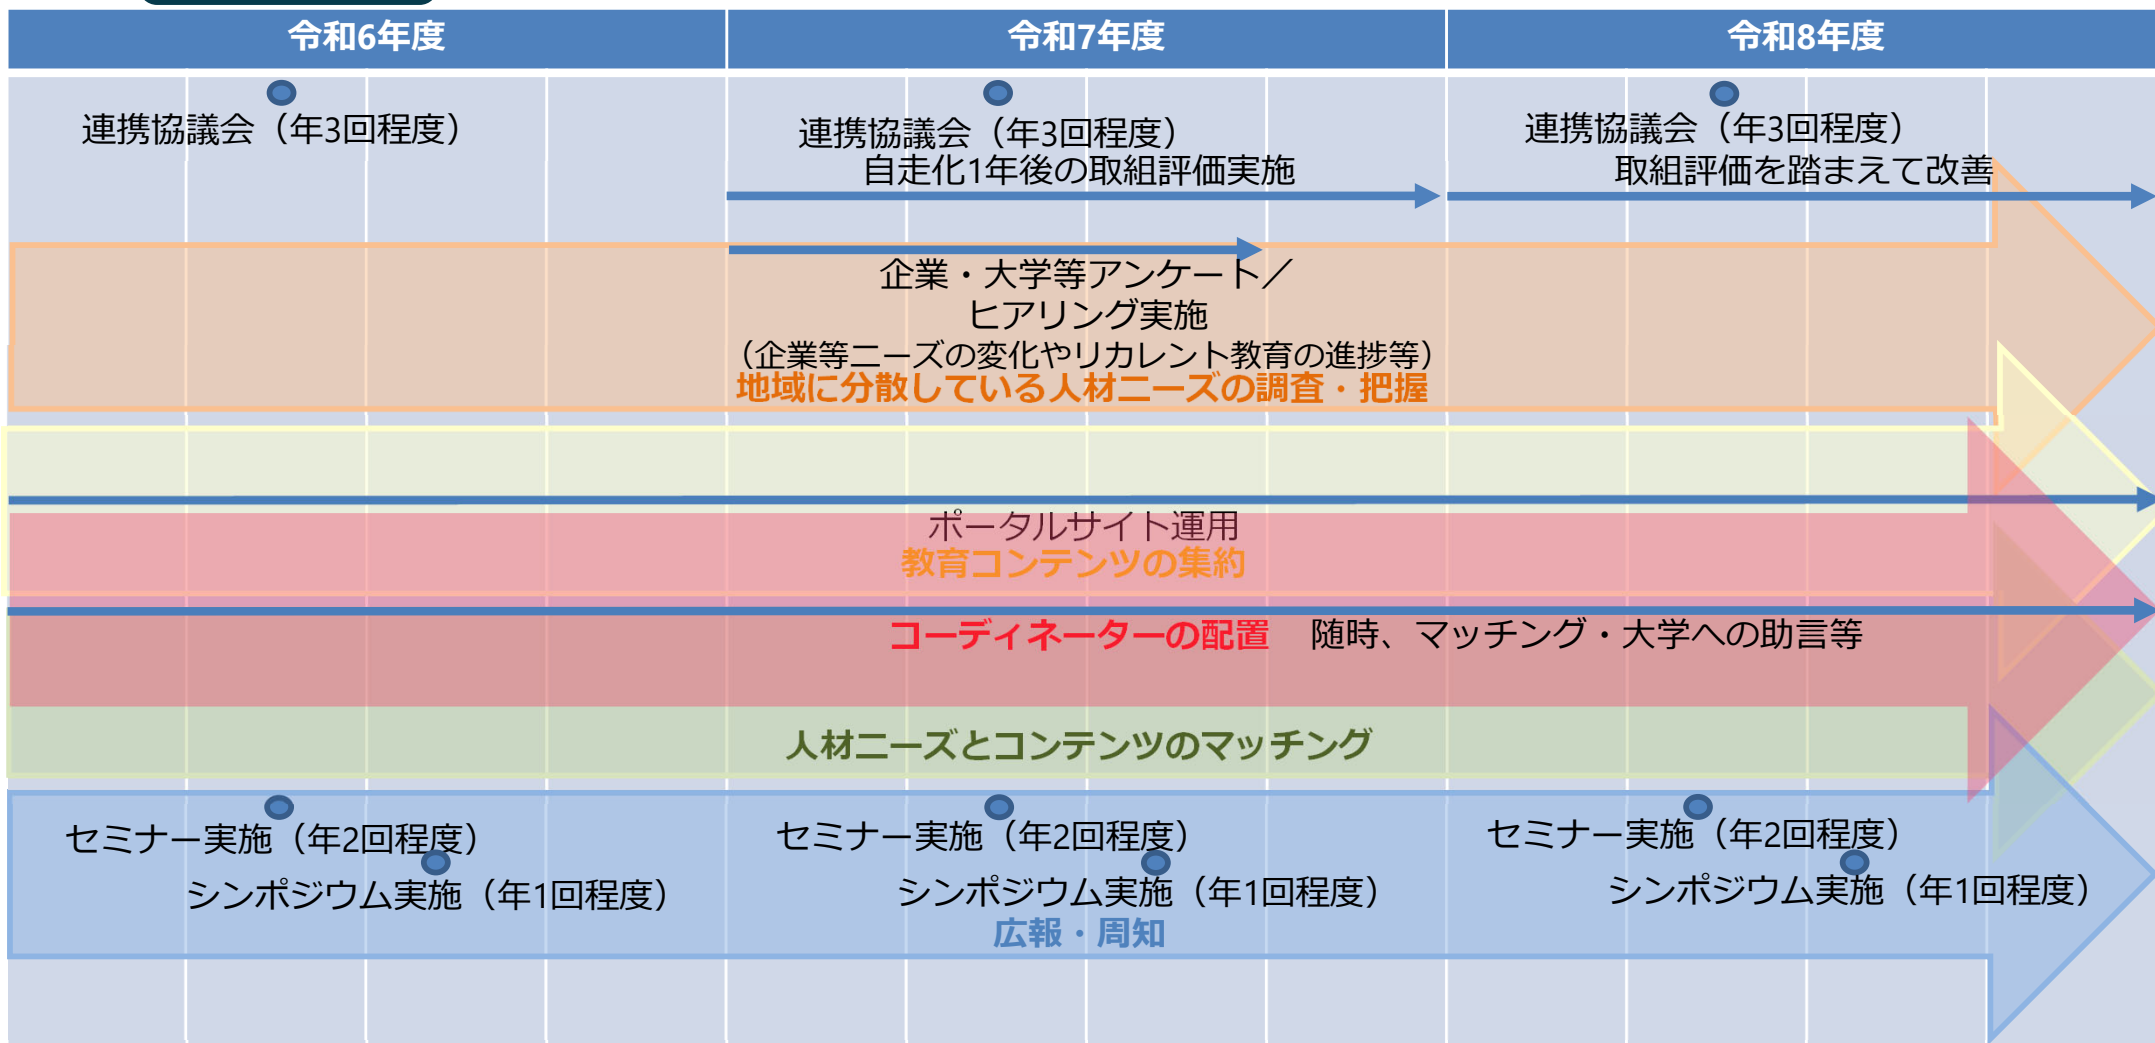 令和6年度
令和7年度
令和8年度
連携協議会（年3回程度）
連携協議会（年3回程度）
連携協議会（年3回程度）
自走化1年後の取組評価実施
取組評価を踏まえて改善
企業・大学等アンケート／
ヒアリング実施
（企業等ニーズの変化やリカレント教育の進捗等）
地域に分散している人材ニーズの調査・把握
ポータルサイト運用
教育コンテンツの集約
コーディネーターの配置　随時、マッチング・大学への助言等
人材ニーズとコンテンツのマッチング
セミナー実施（年2回程度）
セミナー実施（年2回程度）
セミナー実施（年2回程度）
シンポジウム実施（年1回程度）
シンポジウム実施（年1回程度）
シンポジウム実施（年1回程度）
広報・周知